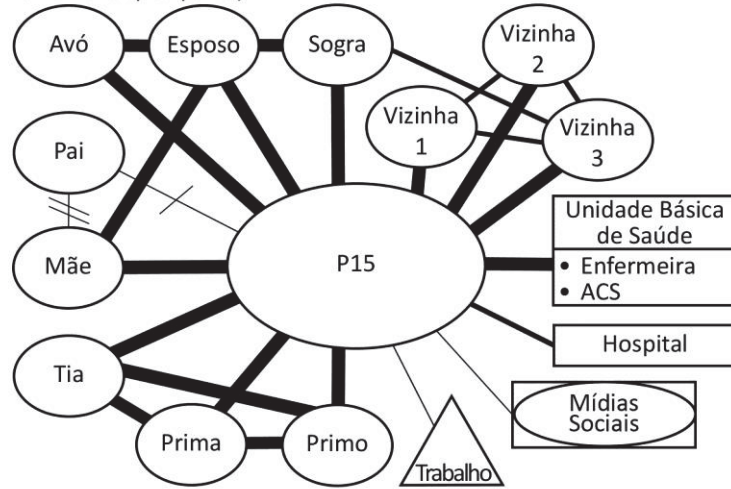 Avó
Esposo
Sogra
Vizinha
2
Vizinha
1
Vizinha
3
Pai
Mãe
P15
Unidade Básica
de Saúde
• Enfermeira
• ACS
Hospital
Tia
Prima
Primo
Trabalho
Mídias
Sociais